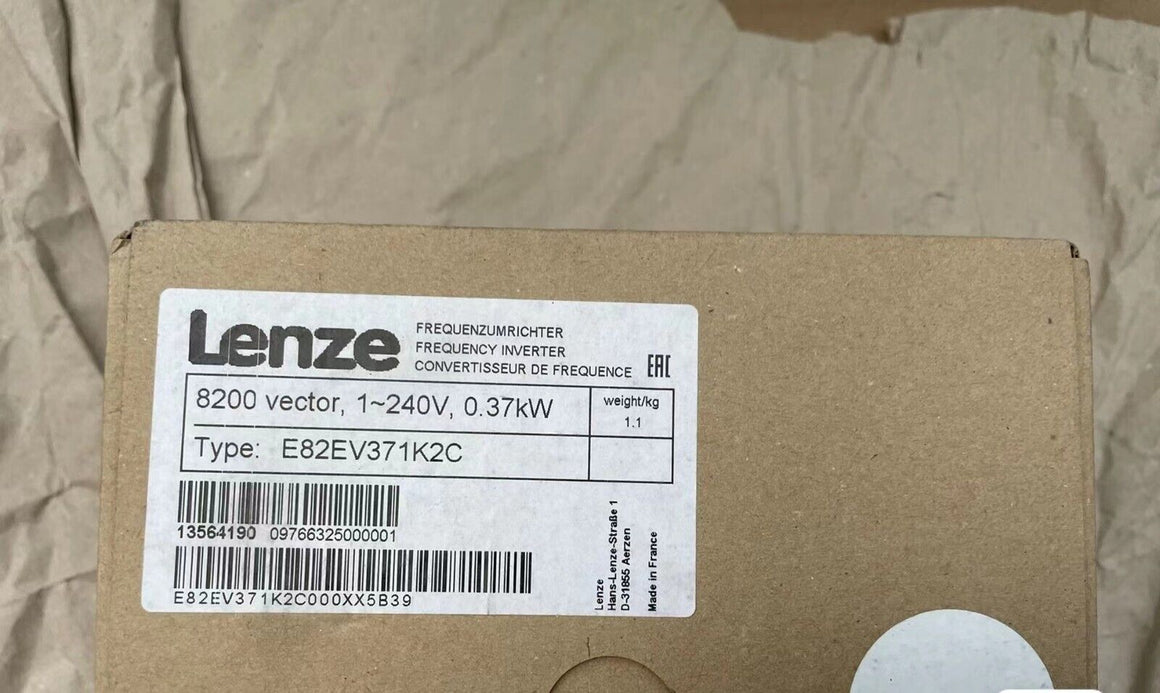 Lenze
FREQUENZUMRICHTER
FREQUENCY INVERTER
CONVERTISSEUR DE FREQUENCE
EAC
8200 vector, 1~240V, 0.37kW
weight/kg
1.1
Type: E82EV371K2C
13564190 09766325000001
E82EV371K2C000XX5B39
Lenze
Hans-Lenze-Straße 1
D-31855 Aerzen
Made in France